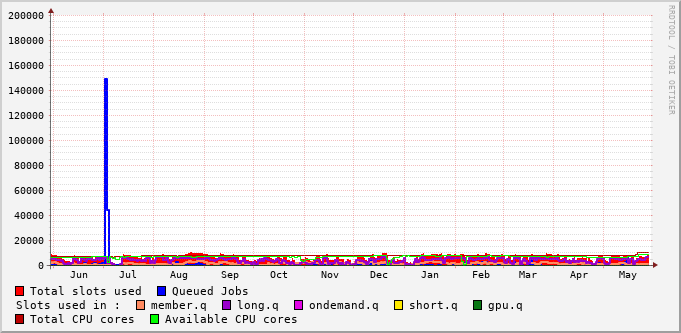 200000
180000
160000
140000
120000
100000
80000
60000
40000
20000
0
Jun Jul Aug Sep Oct Nov Dec Jan Feb Mar Apr May
RRDTOOL / TOBI OETIKER
Total slots used Queued Jobs
Slots used in : member.q long.q ondemand.q short.q gpu.q
Total CPU cores Available CPU cores